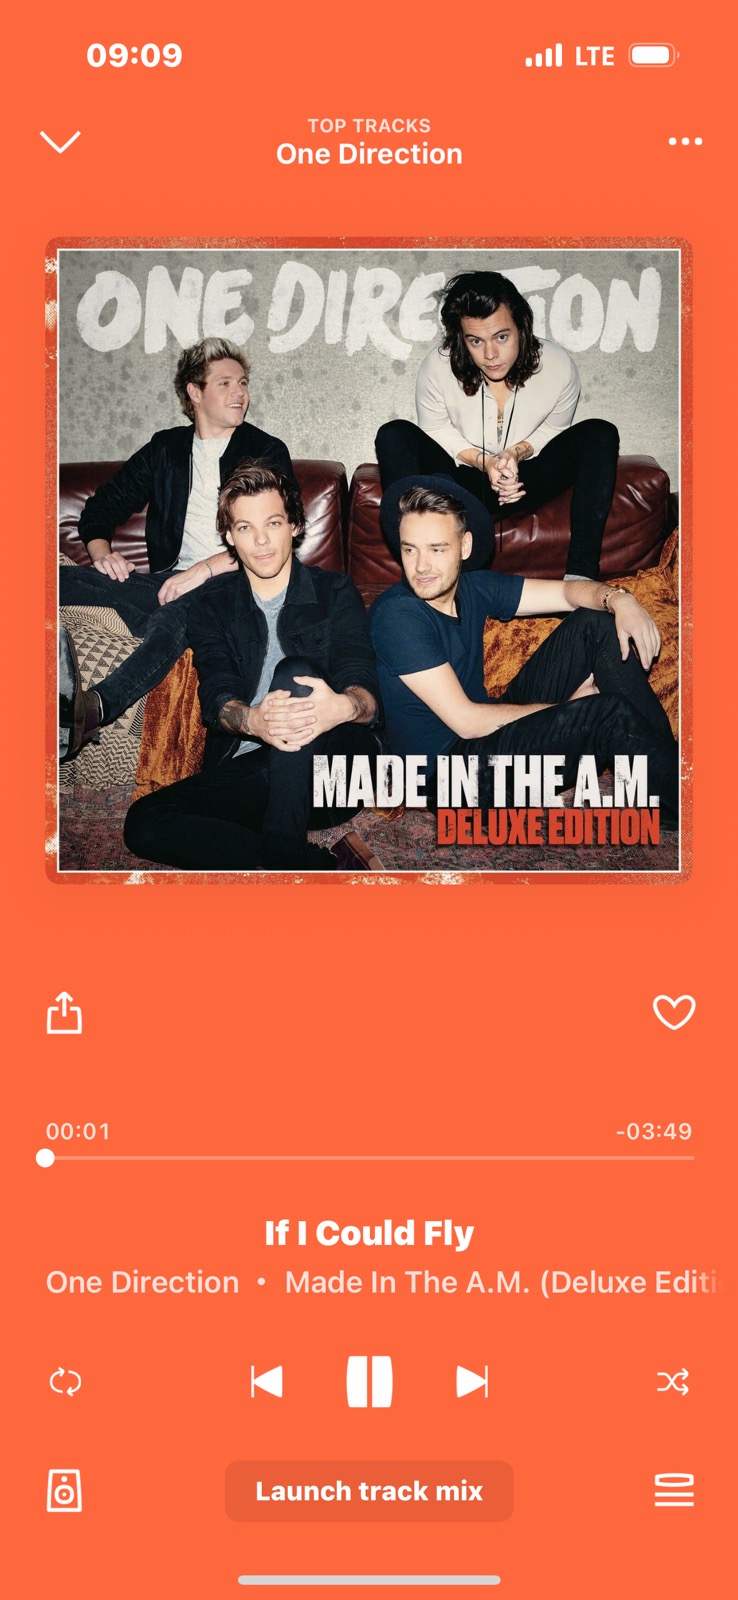 09:09 LTE
TOP TRACKS
One Direction
ONE DIRECTION
MADE IN THE A.M.
DELUXE EDITION
00:01 -03:49
If I Could Fly
One Direction • Made In The A.M. (Deluxe Editi
Launch track mix